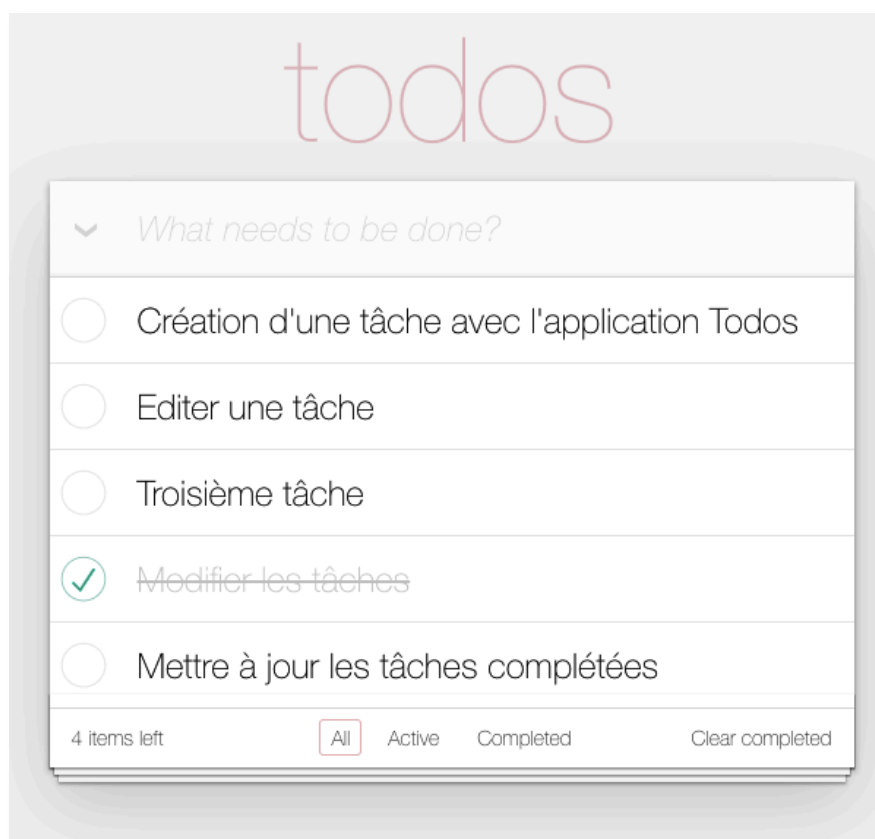 todos
What needs to be done?
Création d'une tâche avec l'application Todos
Editer une tâche
Troisième tâche
Modifier les tâches
Mettre à jour les tâches complétées
4 items left All Active Completed Clear completed